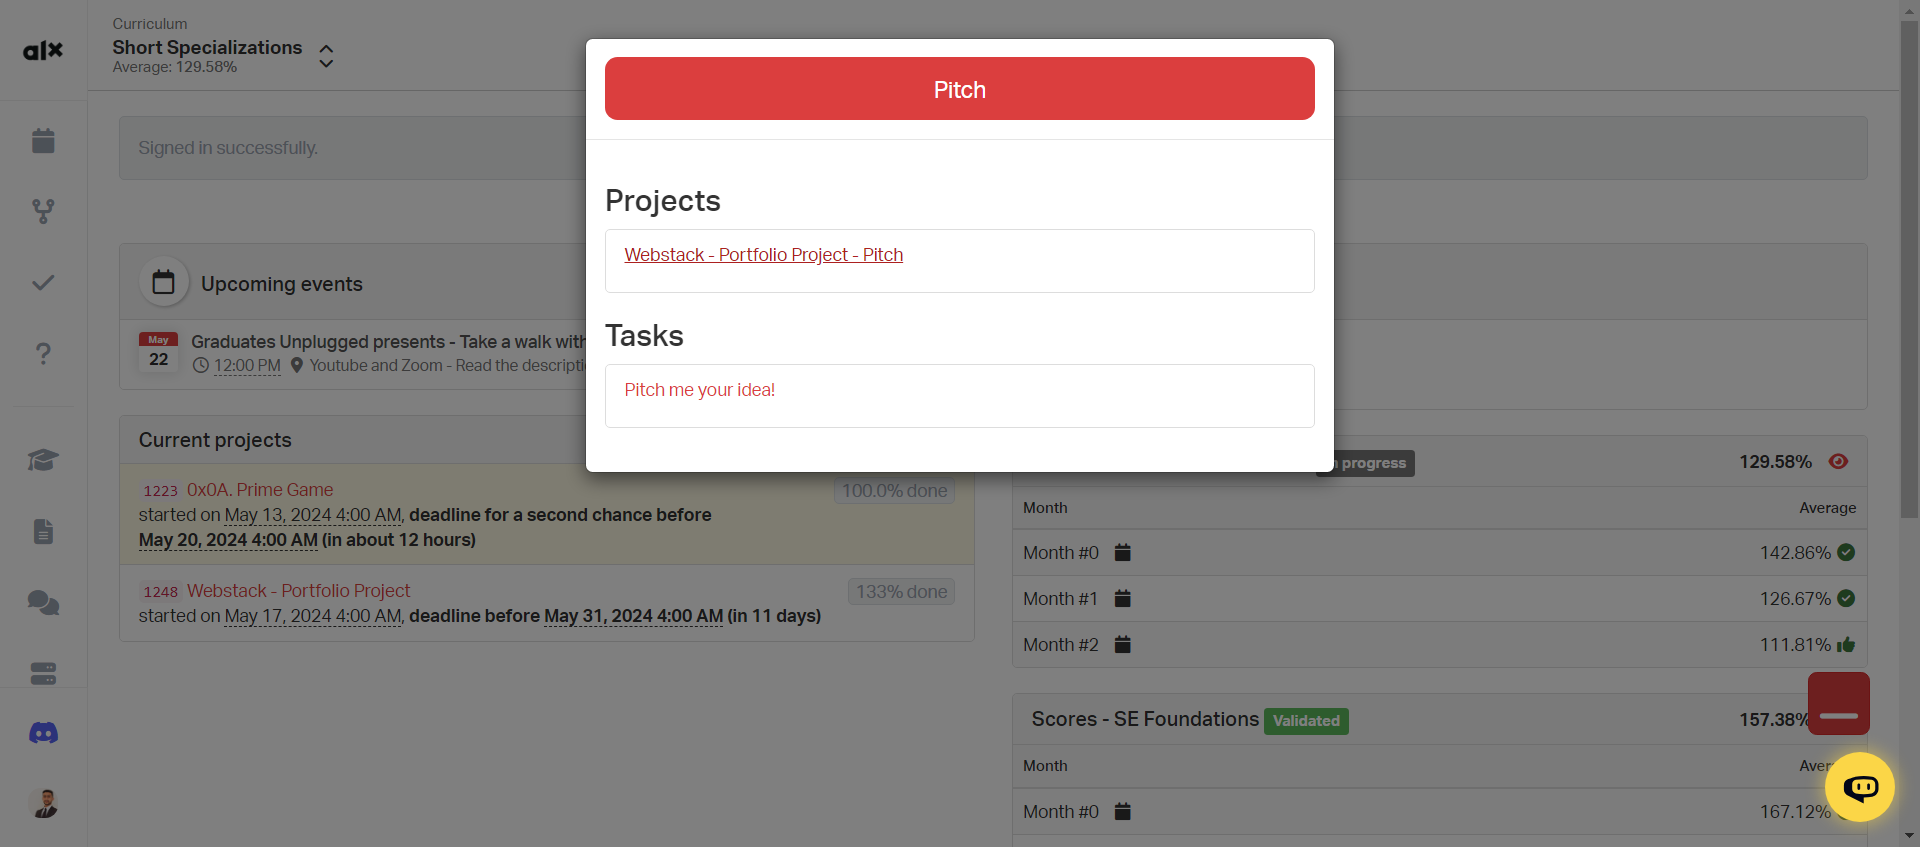 alx
Curriculum
Short Specializations
Average: 129.58%
Signed in successfully.
Upcoming events
May
22
Graduates Unplugged presents - Take a walk with
12:00 PM Youtube and Zoom - Read the descripti
Current projects
1223 0x0A. Prime Game
100.0% done
started on May 13, 2024 4:00 AM, deadline for a second chance before
May 20, 2024 4:00 AM (in about 12 hours)
1248 Webstack - Portfolio Project
133% done
started on May 17, 2024 4:00 AM, deadline before May 31, 2024 4:00 AM (in 11 days)
Pitch
Projects
Webstack - Portfolio Project - Pitch
Tasks
Pitch me your idea!
progress
129.58%
Month Average
Month #0 142.86%
Month #1 126.67%
Month #2 111.81%
Scores - SE Foundations Validated 157.38%
Month Aver
Month #0 167.12%